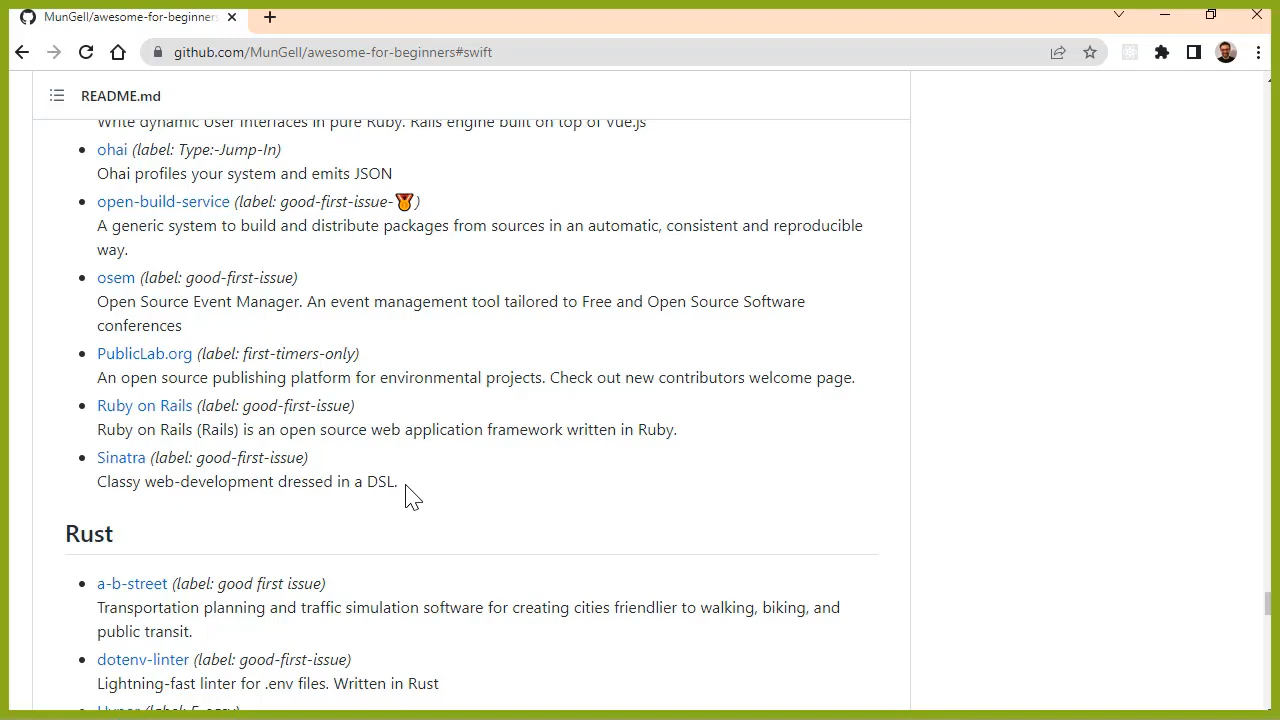 MunGell/awesome-for-beginners
github.com/MunGell/awesome-for-beginners#swift
README.md
Write dynamic User Interfaces in pure Ruby. Rails engine built on top of Vue.js
ohai (label: Type:-Jump-In)
Ohai profiles your system and emits JSON
open-build-service (label: good-first-issue-🏅)
A generic system to build and distribute packages from sources in an automatic, consistent and reproducible
way.
osem (label: good-first-issue)
Open Source Event Manager. An event management tool tailored to Free and Open Source Software
conferences
PublicLab.org (label: first-timers-only)
An open source publishing platform for environmental projects. Check out new contributors welcome page.
Ruby on Rails (label: good-first-issue)
Ruby on Rails (Rails) is an open source web application framework written in Ruby.
Sinatra (label: good-first-issue)
Classy web-development dressed in a DSL.
Rust
a-b-street (label: good first issue)
Transportation planning and traffic simulation software for creating cities friendlier to walking, biking, and
public transit.
dotenv-linter (label: good-first-issue)
Lightning-fast linter for .env files. Written in Rust
Hyper (label: E-easy)